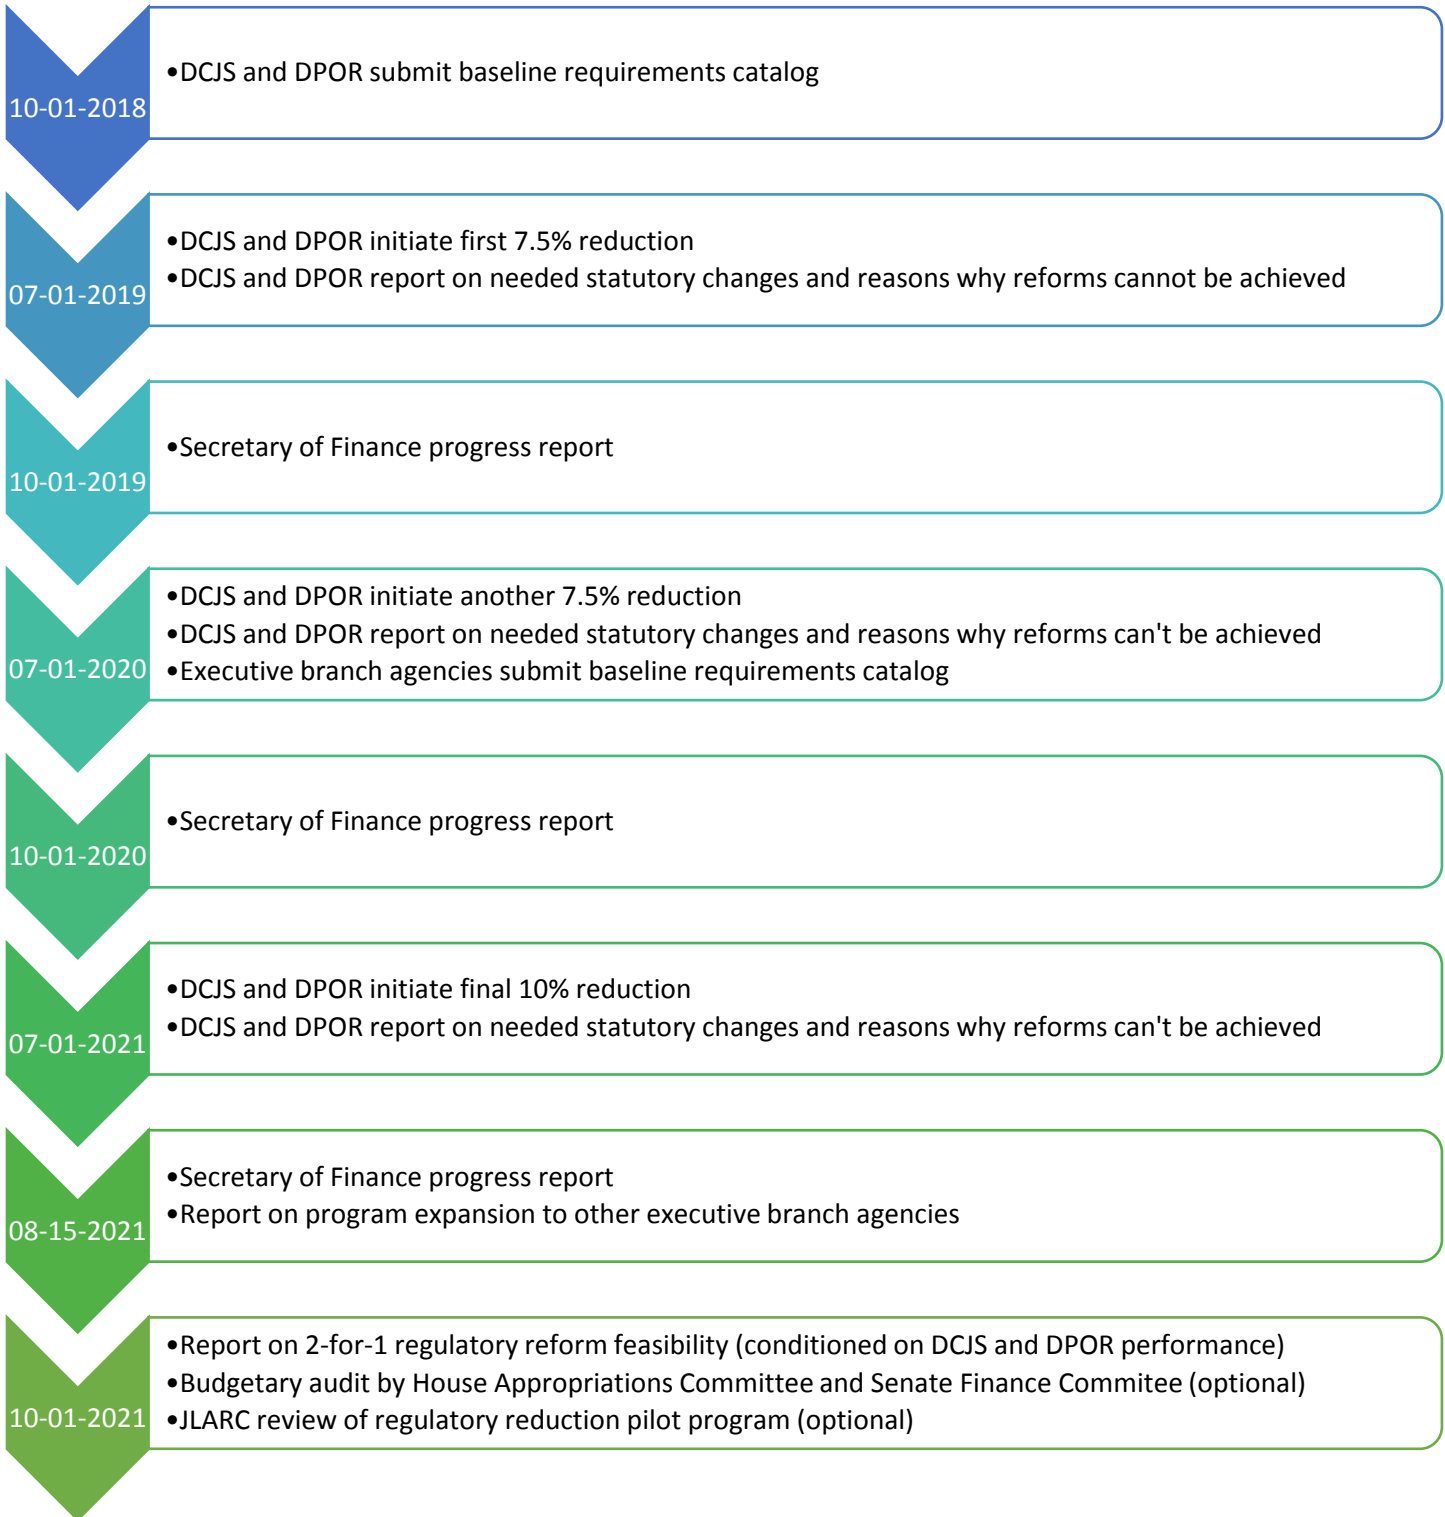 10-01-2018
•DCJS and DPOR submit baseline requirements catalog
07-01-2019
•DCJS and DPOR initiate first 7.5% reduction
•DCJS and DPOR report on needed statutory changes and reasons why reforms cannot be achieved
10-01-2019
•Secretary of Finance progress report
07-01-2020
•DCJS and DPOR initiate another 7.5% reduction
•DCJS and DPOR report on needed statutory changes and reasons why reforms can't be achieved
•Executive branch agencies submit baseline requirements catalog
10-01-2020
•Secretary of Finance progress report
07-01-2021
•DCJS and DPOR initiate final 10% reduction
•DCJS and DPOR report on needed statutory changes and reasons why reforms can't be achieved
08-15-2021
•Secretary of Finance progress report
•Report on program expansion to other executive branch agencies
10-01-2021
•Report on 2-for-1 regulatory reform feasibility (conditioned on DCJS and DPOR performance)
•Budgetary audit by House Appropriations Committee and Senate Finance Commitee (optional)
•JLARC review of regulatory reduction pilot program (optional)